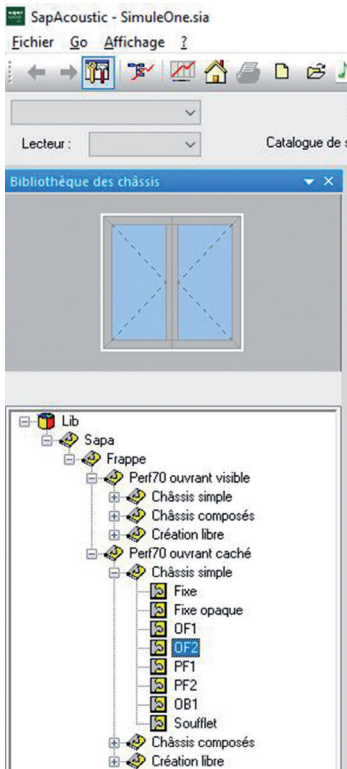 SapAcoustic - SimuleOne.sia
Fichier Go Affichage ?
Lecteur : Catalogue de
Bibliothèque des châssis
Lib
Sapa
Frappe
Perf70 ouvrant visible
Châssis simple
Châssis composés
Création libre
Perf70 ouvrant caché
Châssis simple
Fixe
Fixe opaque
OF1
OF2
PF1
PF2
OB1
Soufflet
Châssis composés
Création libre